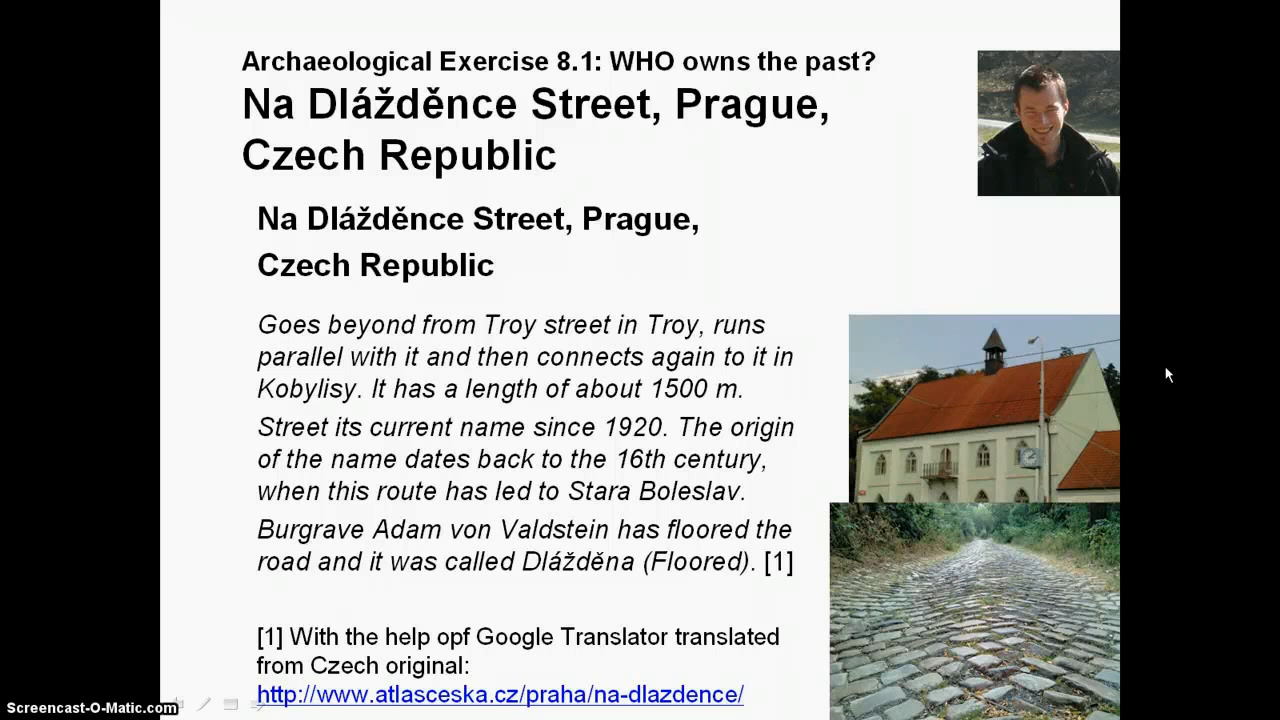 Archaeological Exercise 8.1: WHO owns the past?
Na Dlážděnce Street, Prague,
Czech Republic
Na Dlážděnce Street, Prague,
Czech Republic
Goes beyond from Troy street in Troy, runs
parallel with it and then connects again to it in
Kobylisy. It has a length of about 1500 m.
Street its current name since 1920. The origin
of the name dates back to the 16th century,
when this route has led to Stara Boleslav.
Burgrave Adam von Valdstein has floored the
road and it was called Dlážděna (Floored). [1]
[1] With the help opf Google Translator translated
from Czech original:
http://www.atlasceska.cz/praha/na-dlazdence/
Screencast-O-Matic.com